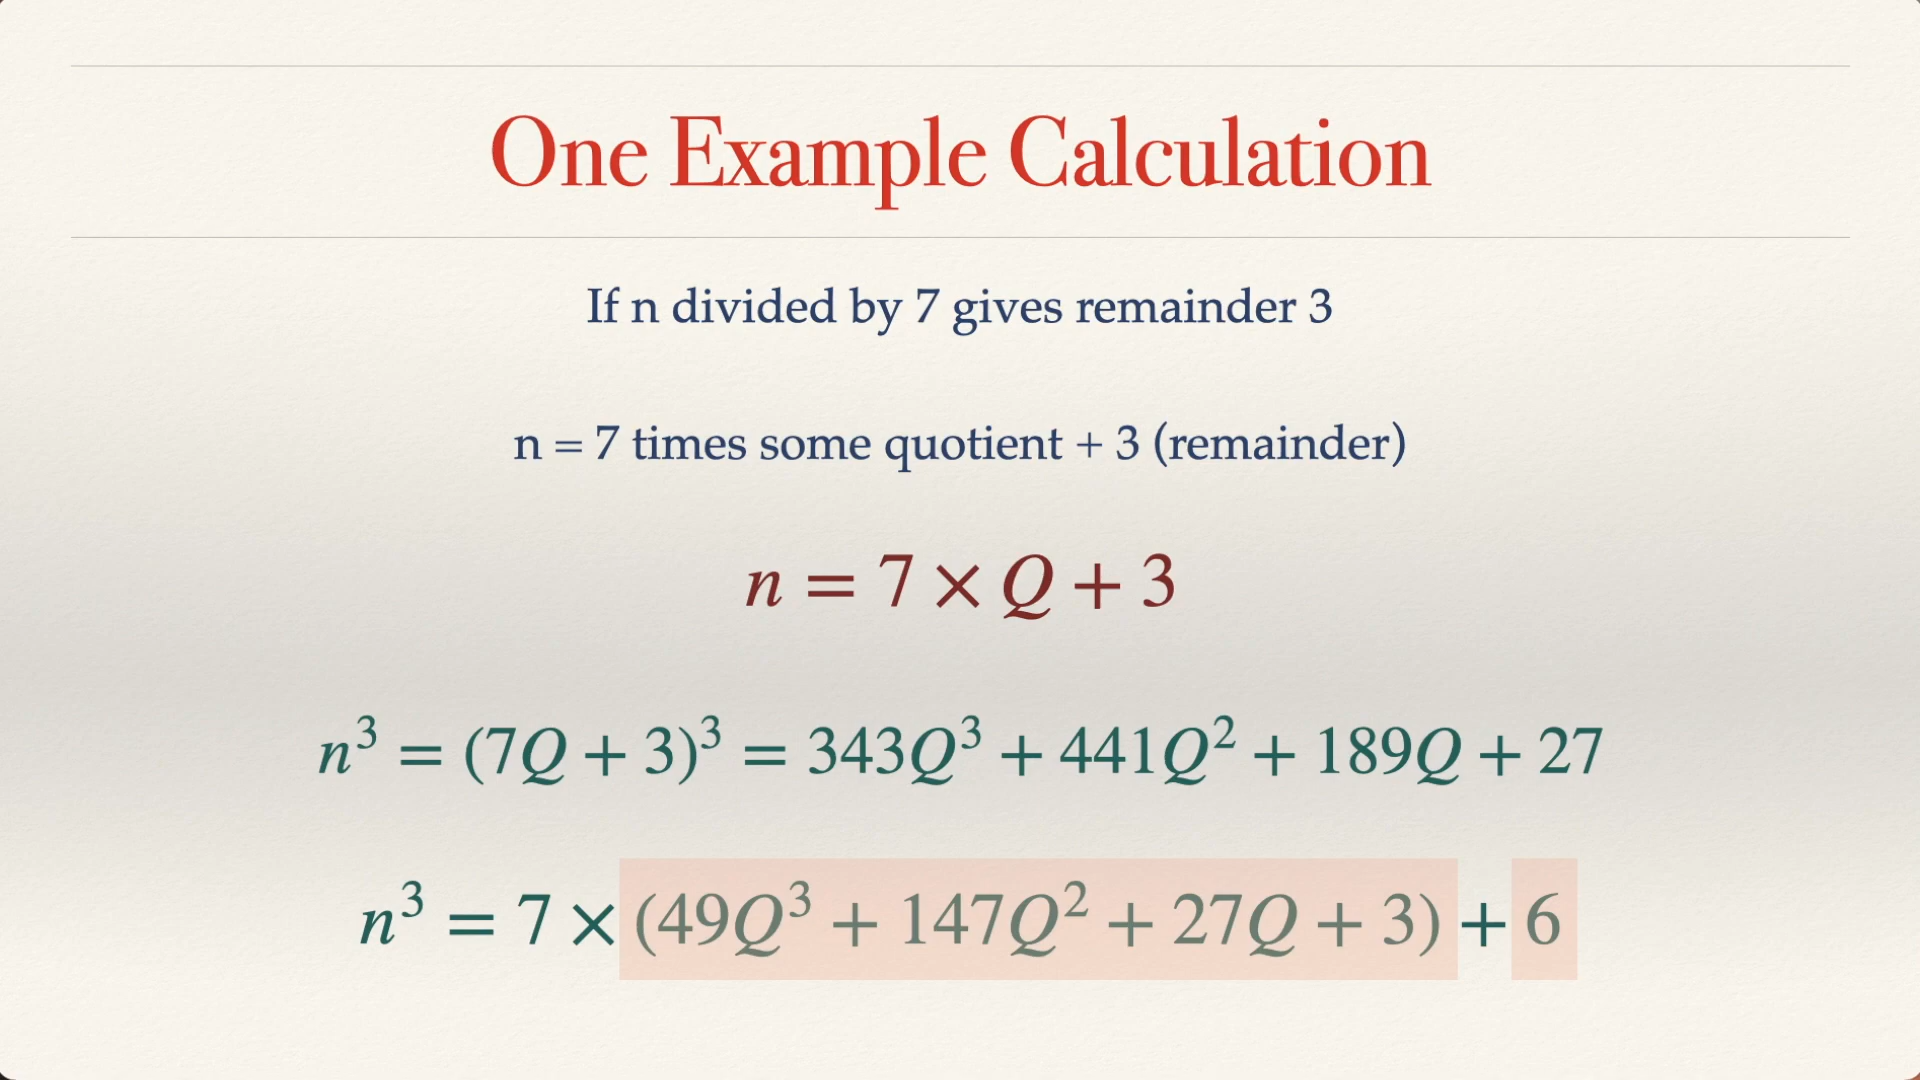 One Example Calculation
If n divided by 7 gives remainder 3
n = 7 times some quotient + 3 (remainder)
n = 7 × Q + 3
n³ = (7Q + 3)³ = 343Q³ + 441Q² + 189Q + 27
n³ = 7 × (49Q³ + 147Q² + 27Q + 3) + 6